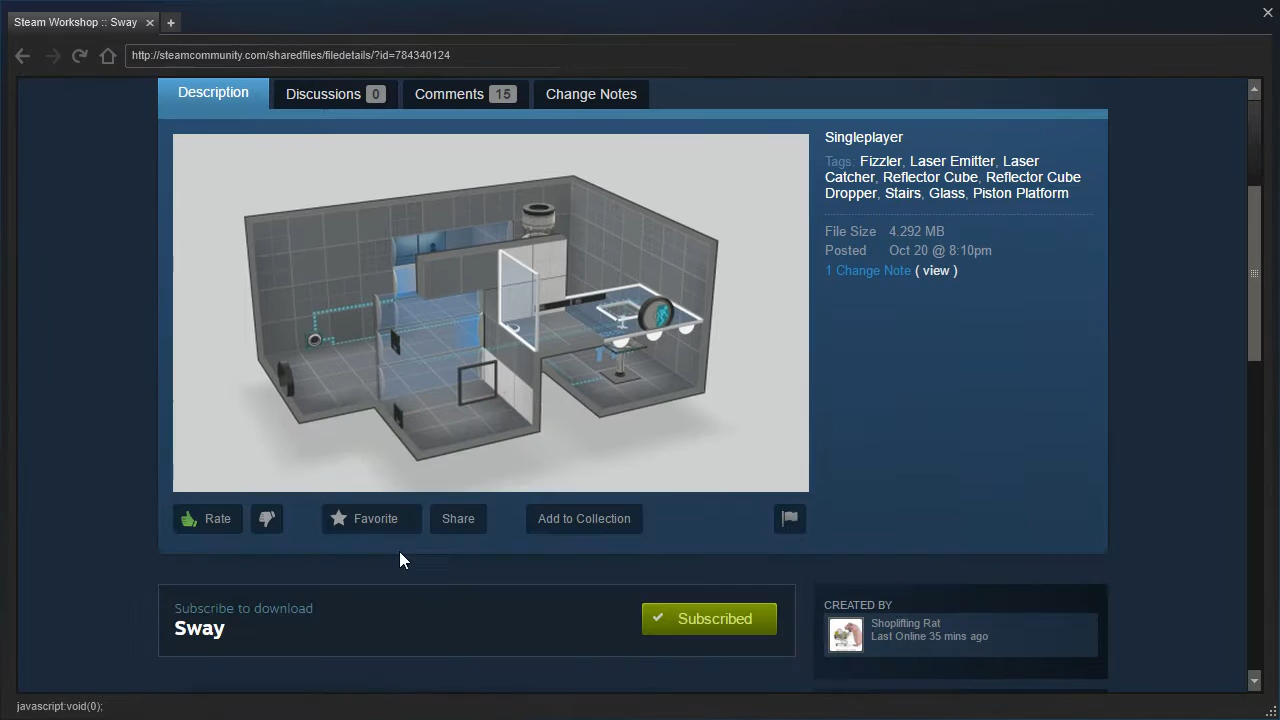 Steam Workshop :: Sway
http://steamcommunity.com/sharedfiles/filedetails/?id=784340124
Description
Discussions 0
Comments 15
Change Notes
Singleplayer
Tags: Fizzler, Laser Emitter, Laser
Catcher, Reflector Cube, Reflector Cube
Dropper, Stairs, Glass, Piston Platform
File Size 4.292 MB
Posted Oct 20 @ 8:10pm
1 Change Note ( view )
Rate
Favorite
Share
Add to Collection
Subscribe to download
Sway
Subscribed
CREATED BY
Shoplifting Rat
Last Online 35 mins ago
javascript:void(0);